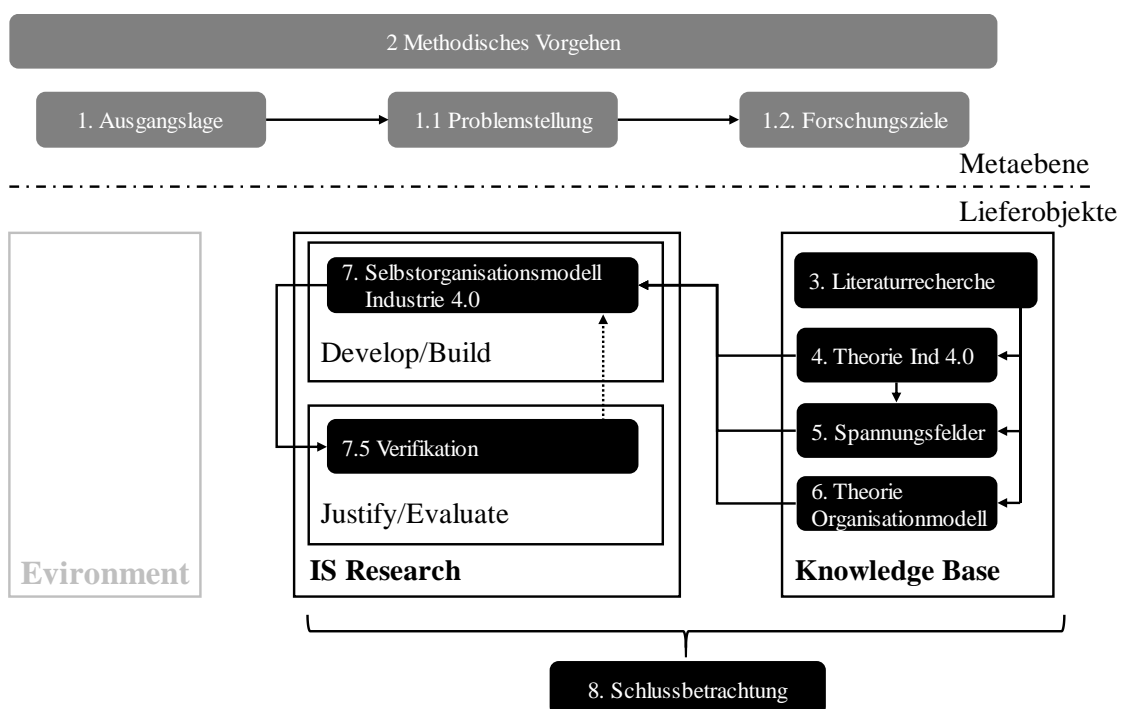 2 Methodisches Vorgehen
1. Ausgangslage
1.1 Problemstellung
1.2. Forschungsziele
Metaebene
Lieferobjekte
7. Selbstorganisationsmodell
Industrie 4.0
Develop/Build
7.5 Verifikation
Justify/Evaluate
3. Literaturrecherche
4. Theorie Ind 4.0
5. Spannungsfelder
6. Theorie
Organisationmodell
Evironment
IS Research
Knowledge Base
8. Schlussbetrachtung